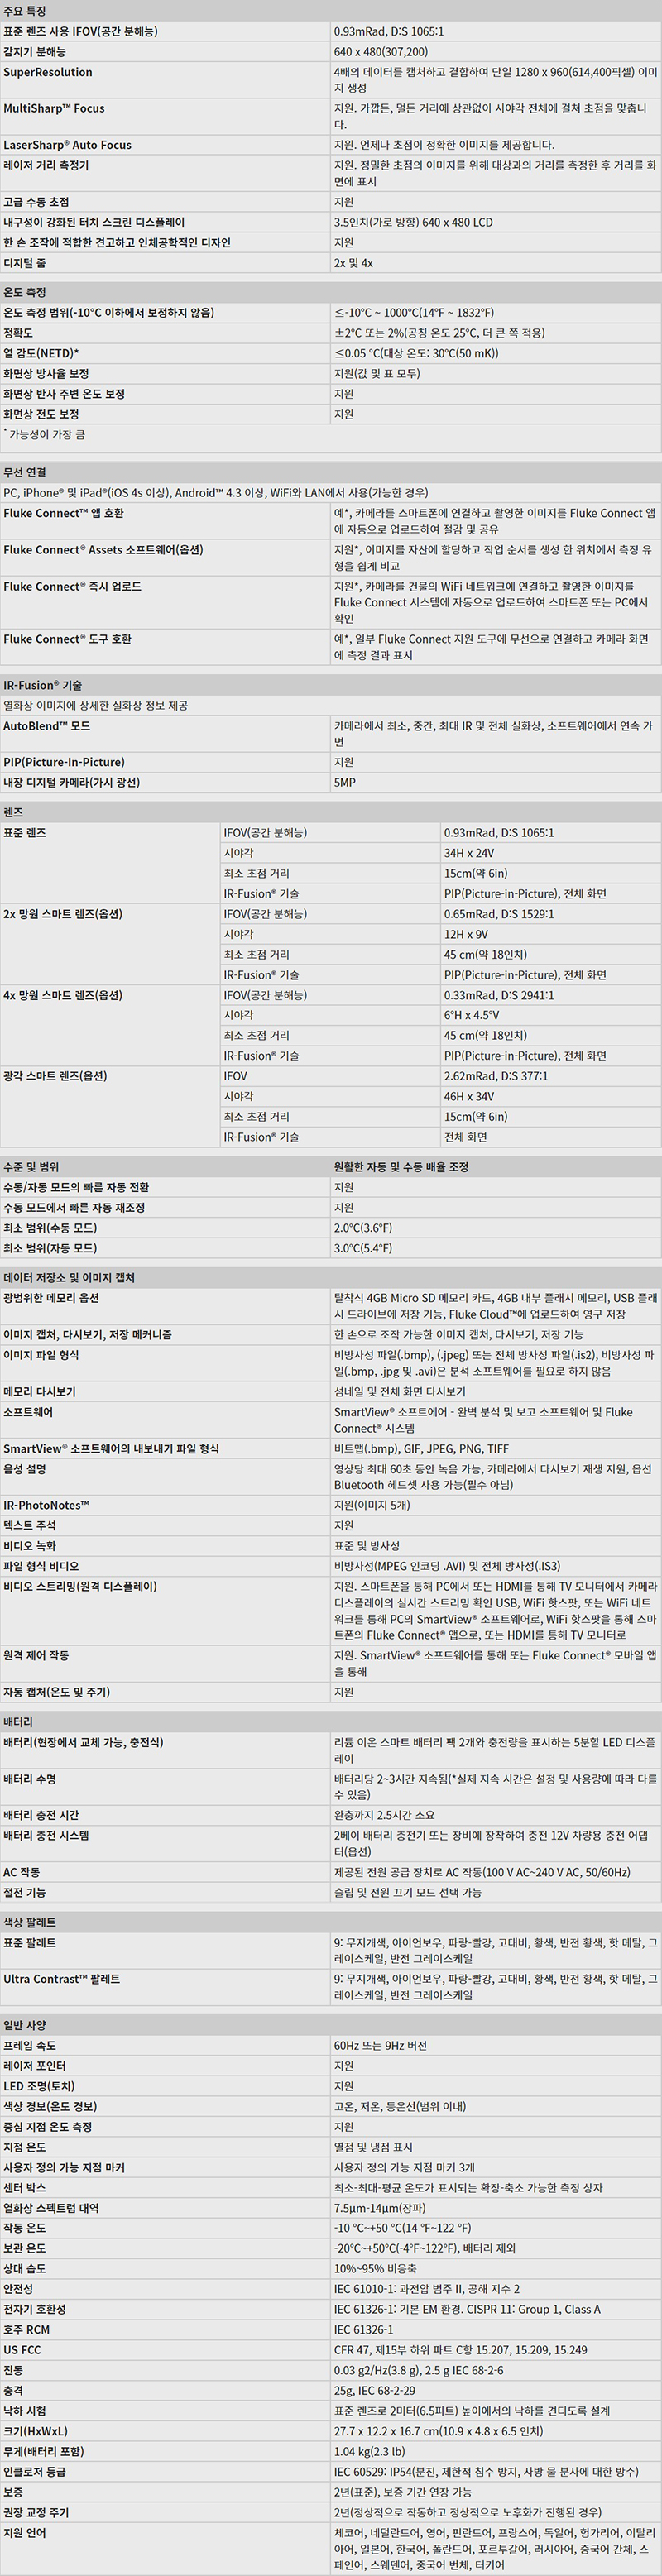 주요 특징
표준 렌즈 사용 IFOV(공간 분해능) 0.93mRad, D:S 1065:1
감지기 분해능 640 x 480(307,200)
SuperResolution 4배의 데이터를 캡처하고 결합하여 단일 1280 x 960(614,400픽셀) 이미
지 생성
MultiSharp™ Focus 지원. 가깝든, 멀든 거리에 상관없이 시야각 전체에 걸쳐 초점을 맞춥니
다.
LaserSharp® Auto Focus 지원. 언제나 초점이 정확한 이미지를 제공합니다.
레이저 거리 측정기 지원. 정밀한 초점의 이미지를 위해 대상과의 거리를 측정한 후 거리를 화
면에 표시
고급 수동 초점 지원
내구성이 강화된 터치 스크린 디스플레이 3.5인치(가로 방향) 640 x 480 LCD
한 손 조작에 적합한 견고하고 인체공학적인 디자인 지원
디지털 줌 2x 및 4x
온도 측정
온도 측정 범위(-10°C 이하에서 보정하지 않음) ≤-10°C ~ 1000°C(14°F ~ 1832°F)
정확도 ±2°C 또는 2%(공칭 온도 25°C, 더 큰 쪽 적용)
열 감도(NETD)* ≤0.05 °C(대상 온도: 30°C(50 mK))
화면상 방사율 보정 지원(값 및 표 모두)
화면상 반사 주변 온도 보정 지원
화면상 전도 보정 지원
* 가능성이 가장 큼
무선 연결
PC, iPhone® 및 iPad®(iOS 4s 이상), Android™ 4.3 이상, WiFi와 LAN에서 사용(가능한 경우)
Fluke Connect™ 앱 호환 예*, 카메라를 스마트폰에 연결하고 촬영한 이미지를 Fluke Connect 앱
에 자동으로 업로드하여 절감 및 공유
Fluke Connect® Assets 소프트웨어(옵션) 지원*, 이미지를 자산에 할당하고 작업 순서를 생성 한 위치에서 측정 유
형을 쉽게 비교
Fluke Connect® 즉시 업로드 지원*, 카메라를 건물의 WiFi 네트워크에 연결하고 촬영한 이미지를
Fluke Connect 시스템에 자동으로 업로드하여 스마트폰 또는 PC에서
확인
Fluke Connect® 도구 호환 예*, 일부 Fluke Connect 지원 도구에 무선으로 연결하고 카메라 화면
에 측정 결과 표시
IR-Fusion® 기술
열화상 이미지에 상세한 실화상 정보 제공
AutoBlend™ 모드 카메라에서 최소, 중간, 최대 IR 및 전체 실화상, 소프트웨어에서 연속 가
변
PIP(Picture-In-Picture) 지원
내장 디지털 카메라(가시 광선) 5MP
렌즈
표준 렌즈 IFOV(공간 분해능) 0.93mRad, D:S 1065:1
시야각 34H x 24V
최소 초점 거리 15cm(약 6in)
IR-Fusion® 기술 PIP(Picture-in-Picture), 전체 화면
2x 망원 스마트 렌즈(옵션) IFOV(공간 분해능) 0.65mRad, D:S 1529:1
시야각 12H x 9V
최소 초점 거리 45 cm(약 18인치)
IR-Fusion® 기술 PIP(Picture-in-Picture), 전체 화면
4x 망원 스마트 렌즈(옵션) IFOV(공간 분해능) 0.33mRad, D:S 2941:1
시야각 6°H x 4.5°V
최소 초점 거리 45 cm(약 18인치)
IR-Fusion® 기술 PIP(Picture-in-Picture), 전체 화면
광각 스마트 렌즈(옵션) IFOV 2.62mRad, D:S 377:1
시야각 46H x 34V
최소 초점 거리 15cm(약 6in)
IR-Fusion® 기술 전체 화면
수준 및 범위 원활한 자동 및 수동 배율 조정
수동/자동 모드의 빠른 자동 전환 지원
수동 모드에서 빠른 자동 재조정 지원
최소 범위(수동 모드) 2.0°C(3.6°F)
최소 범위(자동 모드) 3.0°C(5.4°F)
데이터 저장소 및 이미지 캡처
광범위한 메모리 옵션 탈착식 4GB Micro SD 메모리 카드, 4GB 내부 플래시 메모리, USB 플래
시 드라이브에 저장 기능, Fluke Cloud™에 업로드하여 영구 저장
이미지 캡처, 다시보기, 저장 메커니즘 한 손으로 조작 가능한 이미지 캡처, 다시보기, 저장 기능
이미지 파일 형식 비방사성 파일(.bmp), (.jpeg) 또는 전체 방사성 파일(.is2), 비방사성 파
일(.bmp, .jpg 및 .avi)은 분석 소프트웨어를 필요로 하지 않음
메모리 다시보기 섬네일 및 전체 화면 다시보기
소프트웨어 SmartView® 소프트에어 - 완벽 분석 및 보고 소프트웨어 및 Fluke
Connect® 시스템
SmartView® 소프트웨어의 내보내기 파일 형식 비트맵(.bmp), GIF, JPEG, PNG, TIFF
음성 설명 영상당 최대 60초 동안 녹음 가능, 카메라에서 다시보기 재생 지원, 옵션
Bluetooth 헤드셋 사용 가능(필수 아님)
IR-PhotoNotes™ 지원(이미지 5개)
텍스트 주석 지원
비디오 녹화 표준 및 방사성
파일 형식 비디오 비방사성(MPEG 인코딩 .AVI) 및 전체 방사성(.IS3)
비디오 스트리밍(원격 디스플레이) 지원. 스마트폰을 통해 PC에서 또는 HDMI를 통해 TV 모니터에서 카메라
디스플레이의 실시간 스트리밍 확인 USB, WiFi 핫스팟, 또는 WiFi 네트
워크를 통해 PC의 SmartView® 소프트웨어로, WiFi 핫스팟을 통해 스마
트폰의 Fluke Connect® 앱으로, 또는 HDMI를 통해 TV 모니터로
원격 제어 작동 지원. SmartView® 소프트웨어를 통해 또는 Fluke Connect® 모바일 앱
을 통해
자동 캡처(온도 및 주기) 지원
배터리
배터리(현장에서 교체 가능, 충전식) 리튬 이온 스마트 배터리 팩 2개와 충전량을 표시하는 5분할 LED 디스플
레이
배터리 수명 배터리당 2~3시간 지속됨(*실제 지속 시간은 설정 및 사용량에 따라 다를
수 있음)
배터리 충전 시간 완충까지 2.5시간 소요
배터리 충전 시스템 2베이 배터리 충전기 또는 장비에 장착하여 충전 12V 차량용 충전 어댑
터(옵션)
AC 작동 제공된 전원 공급 장치로 AC 작동(100 V AC~240 V AC, 50/60Hz)
절전 기능 슬립 및 전원 끄기 모드 선택 가능
색상 팔레트
표준 팔레트 9: 무지개색, 아이언보우, 파랑-빨강, 고대비, 황색, 반전 황색, 핫 메탈, 그
레이스케일, 반전 그레이스케일
Ultra Contrast™ 팔레트 9: 무지개색, 아이언보우, 파랑-빨강, 고대비, 황색, 반전 황색, 핫 메탈, 그
레이스케일, 반전 그레이스케일
일반 사양
프레임 속도 60Hz 또는 9Hz 버전
레이저 포인터 지원
LED 조명(토치) 지원
색상 경보(온도 경보) 고온, 저온, 등온선(범위 이내)
중심 지점 온도 측정 지원
지점 온도 열점 및 냉점 표시
사용자 정의 가능 지점 마커 사용자 정의 가능 지점 마커 3개
센터 박스 최소-최대-평균 온도가 표시되는 확장-축소 가능한 측정 상자
열화상 스펙트럼 대역 7.5μm-14μm(장파)
작동 온도 -10 °C~+50 °C(14 °F~122 °F)
보관 온도 -20°C~+50°C(-4°F~122°F), 배터리 제외
상대 습도 10%~95% 비응축
안전성 IEC 61010-1: 과전압 범주 II, 공해 지수 2
전자기 호환성 IEC 61326-1: 기본 EM 환경. CISPR 11: Group 1, Class A
호주 RCM IEC 61326-1
US FCC CFR 47, 제15부 하위 파트 C항 15.207, 15.209, 15.249
진동 0.03 g2/Hz(3.8 g), 2.5 g IEC 68-2-6
충격 25g, IEC 68-2-29
낙하 시험 표준 렌즈로 2미터(6.5피트) 높이에서의 낙하를 견디도록 설계
크기(HxWxL) 27.7 x 12.2 x 16.7 cm(10.9 x 4.8 x 6.5 인치)
무게(배터리 포함) 1.04 kg(2.3 lb)
인클로저 등급 IEC 60529: IP54(분진, 제한적 침수 방지, 사방 물 분사에 대한 방수)
보증 2년(표준), 보증 기간 연장 가능
권장 교정 주기 2년(정상적으로 작동하고 정상적으로 노후화가 진행된 경우)
지원 언어 체코어, 네덜란드어, 영어, 핀란드어, 프랑스어, 독일어, 헝가리어, 이탈리
아어, 일본어, 한국어, 폴란드어, 포르투갈어, 러시아어, 중국어 간체, 스
페인어, 스웨덴어, 중국어 번체, 터키어